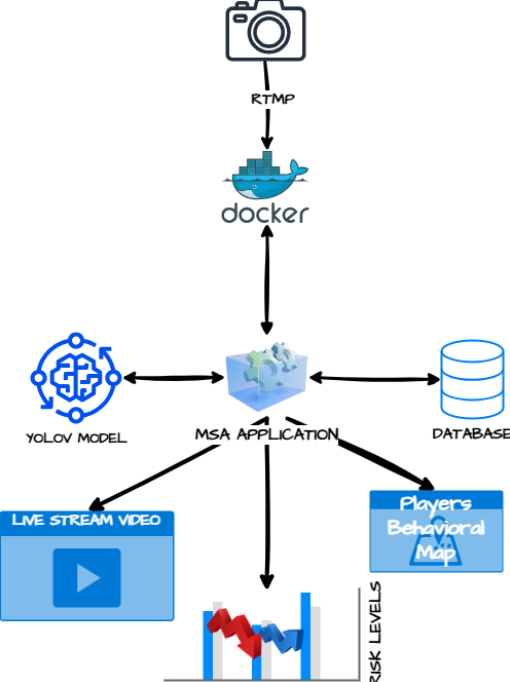 RTMP
docker
YOLOV MODEL
MSA APPLICATION
DATABASE
LIVE STREAM VIDEO
Players
Behavioral
Map
RISK LEVELS